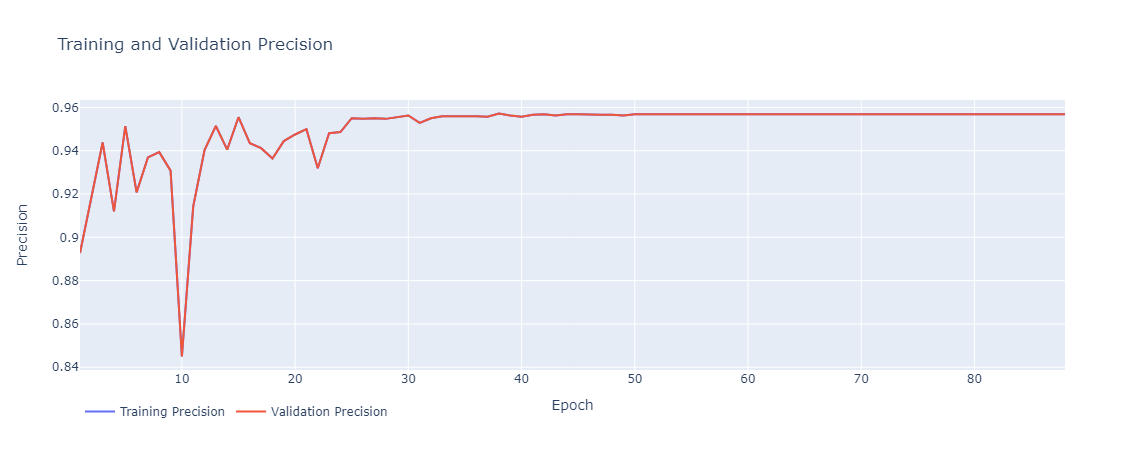 Training and Validation Precision
Precision
0.96
0.94
0.92
0.9
0.88
0.86
0.84
10 20 30 40 50 60 70 80
Epoch
Training Precision Validation Precision